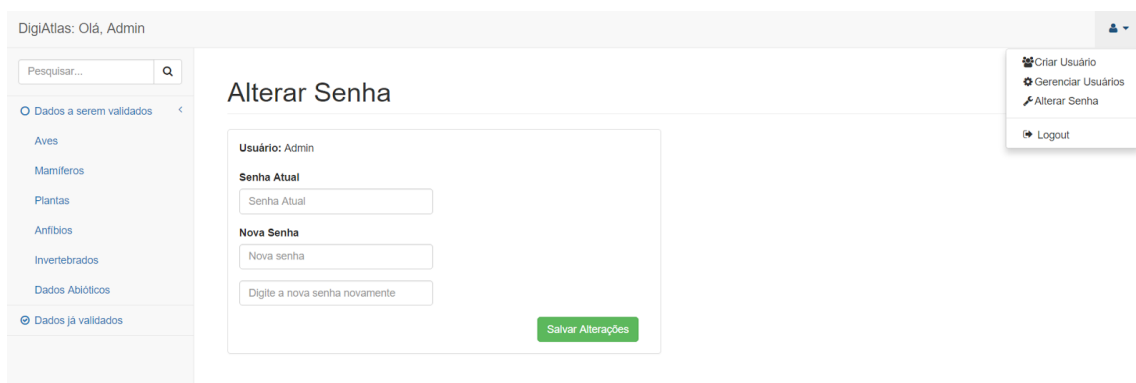 DigiAtlas: Olá, Admin
Pesquisar...
Dados a serem validados
Aves
Mamíferos
Plantas
Anfíbios
Invertebrados
Dados Abióticos
Dados já validados
Alterar Senha
Usuário: Admin
Senha Atual
Senha Atual
Nova Senha
Nova senha
Digite a nova senha novamente
Salvar Alterações
Criar Usuário
Gerenciar Usuários
Alterar Senha
Logout